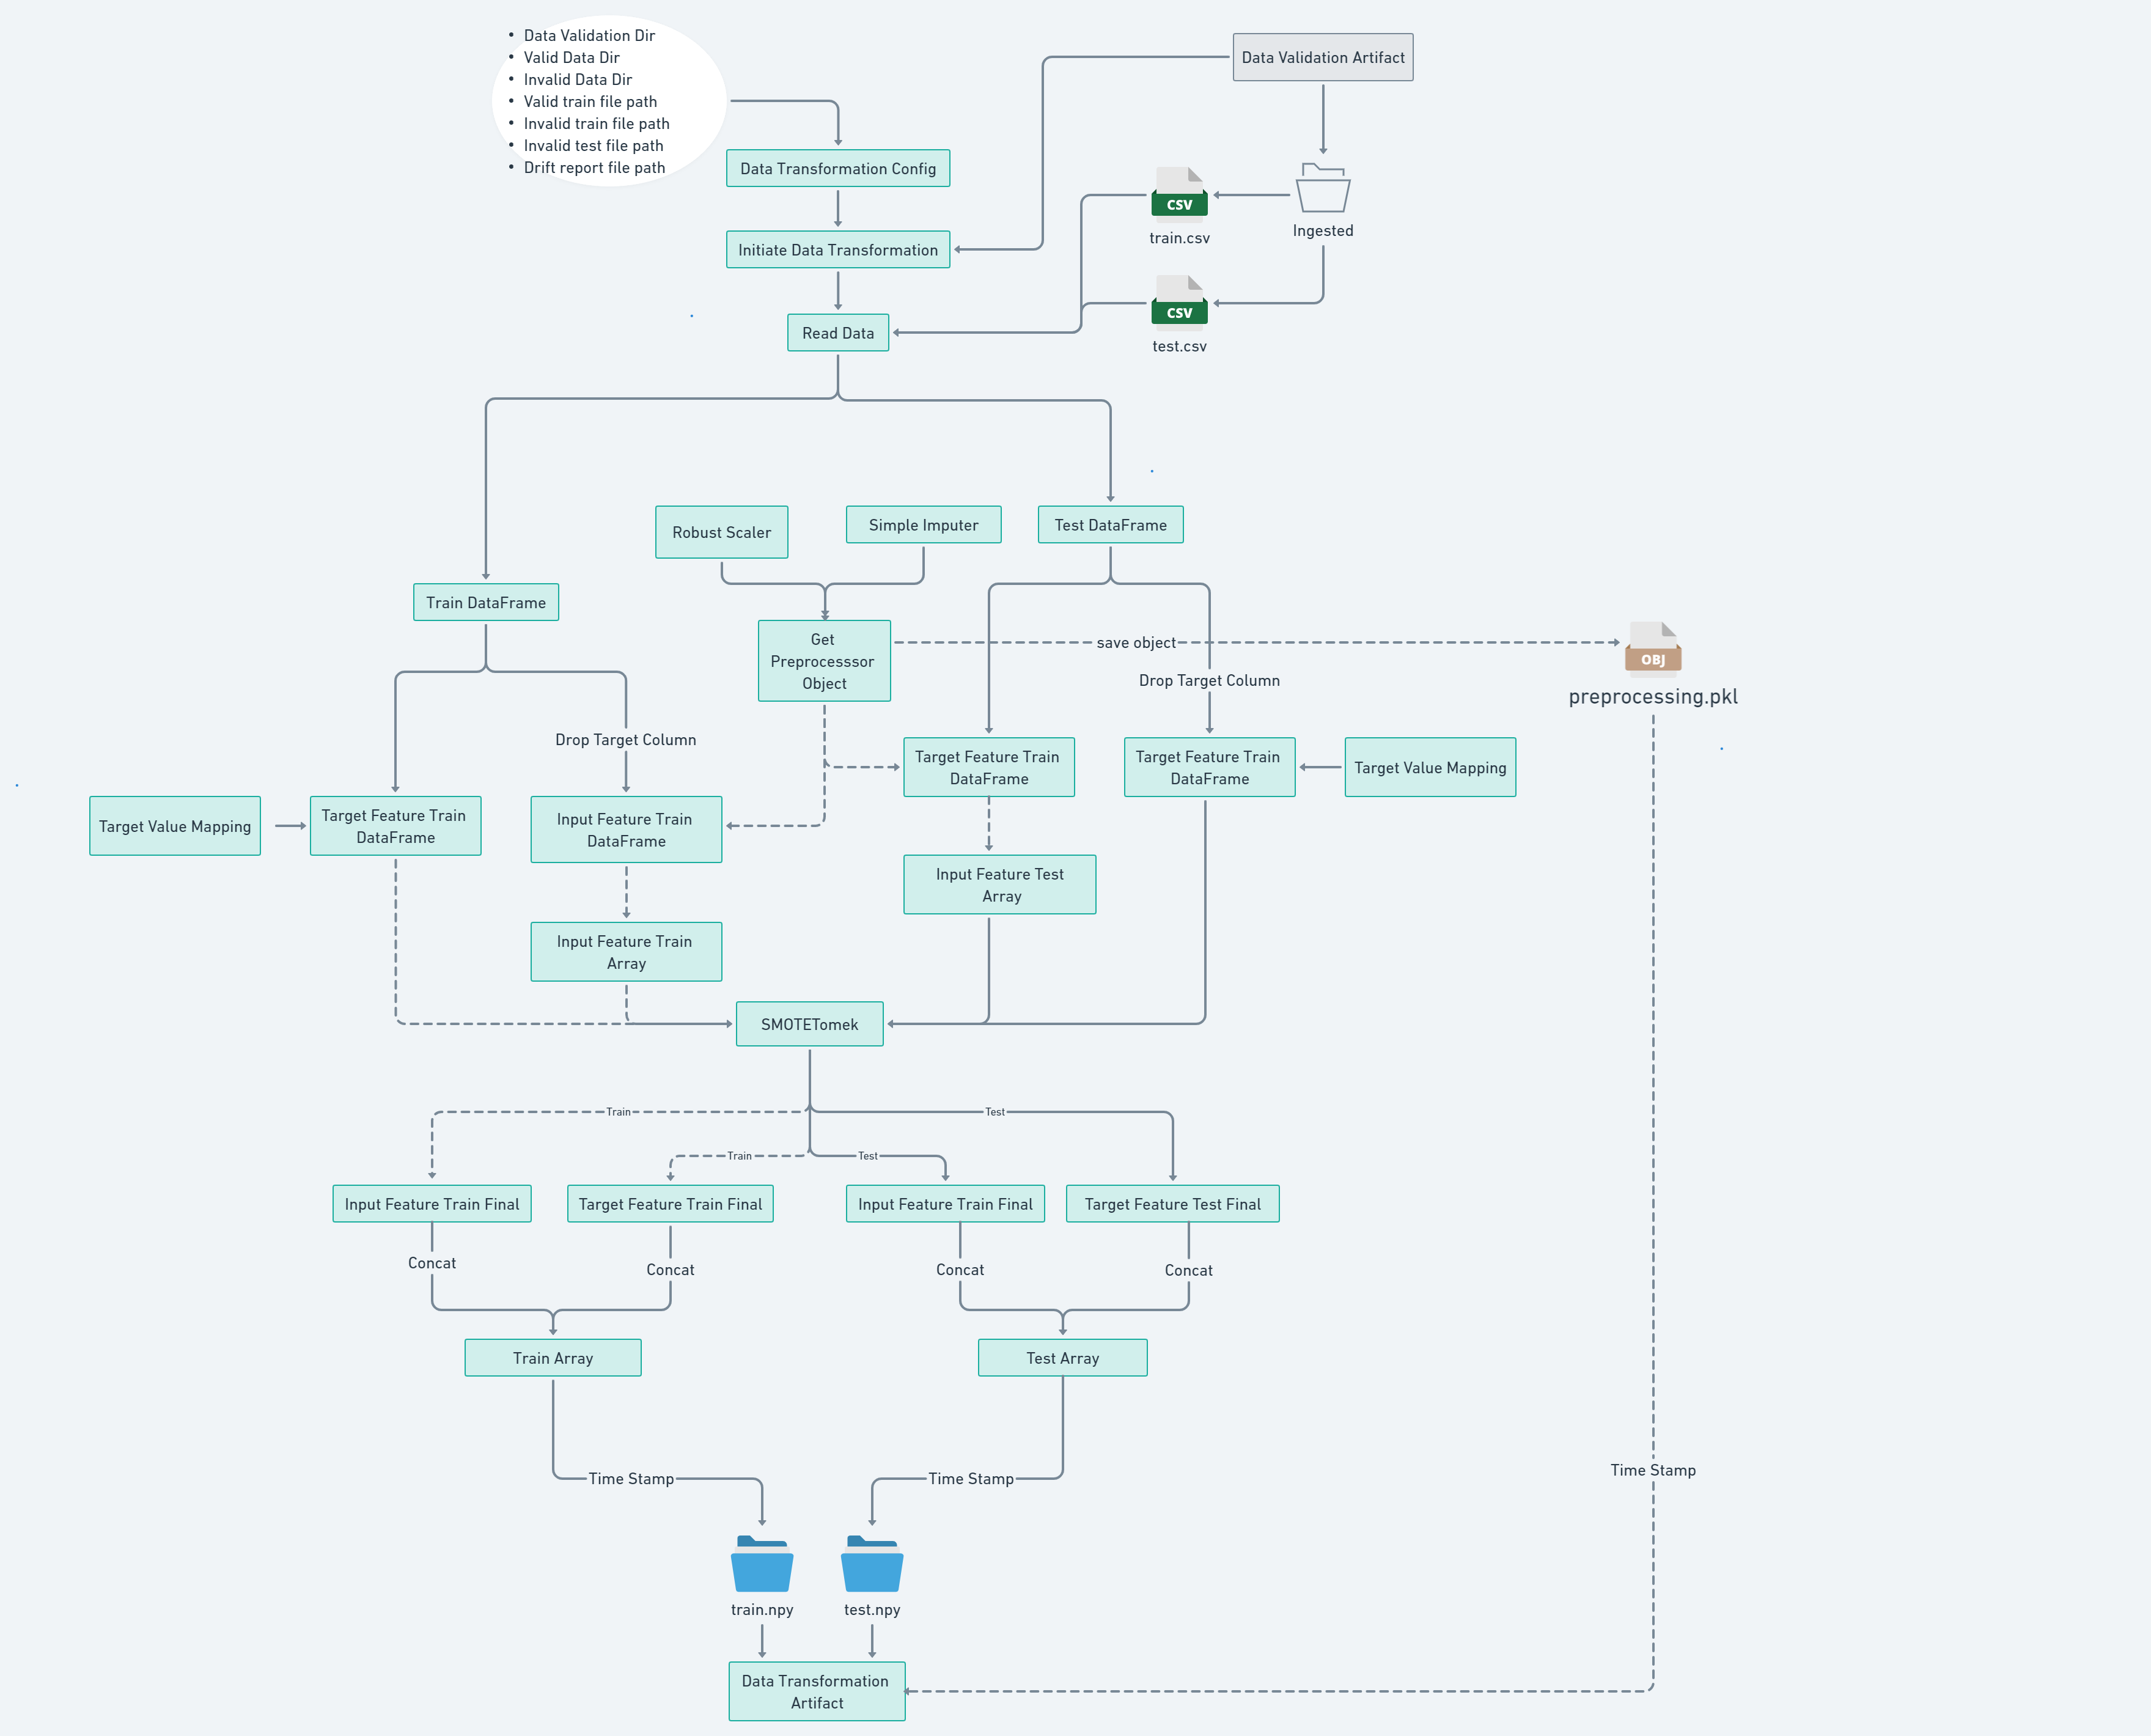 • Data Validation Dir
• Valid Data Dir
• Invalid Data Dir
• Valid train file path
• Invalid train file path
• Invalid test file path
• Drift report file path
Data Validation Artifact
Data Transformation Config
CSV
train.csv
Ingested
Initiate Data Transformation
CSV
test.csv
Read Data
Robust Scaler
Simple Imputer
Test DataFrame
Train DataFrame
Get
Preprocesssor
Object
save object
OBJ
preprocessing.pkl
Drop Target Column
Drop Target Column
Target Feature Train
DataFrame
Target Feature Train
DataFrame
Target Value Mapping
Target Value Mapping
Target Feature Train
DataFrame
Input Feature Train
DataFrame
Input Feature Test
Array
Input Feature Train
Array
SMOTETomek
Train
Test
Train
Test
Input Feature Train Final
Target Feature Train Final
Input Feature Train Final
Target Feature Test Final
Concat
Concat
Concat
Concat
Train Array
Test Array
Time Stamp
Time Stamp
Time Stamp
train.npy
test.npy
Data Transformation
Artifact